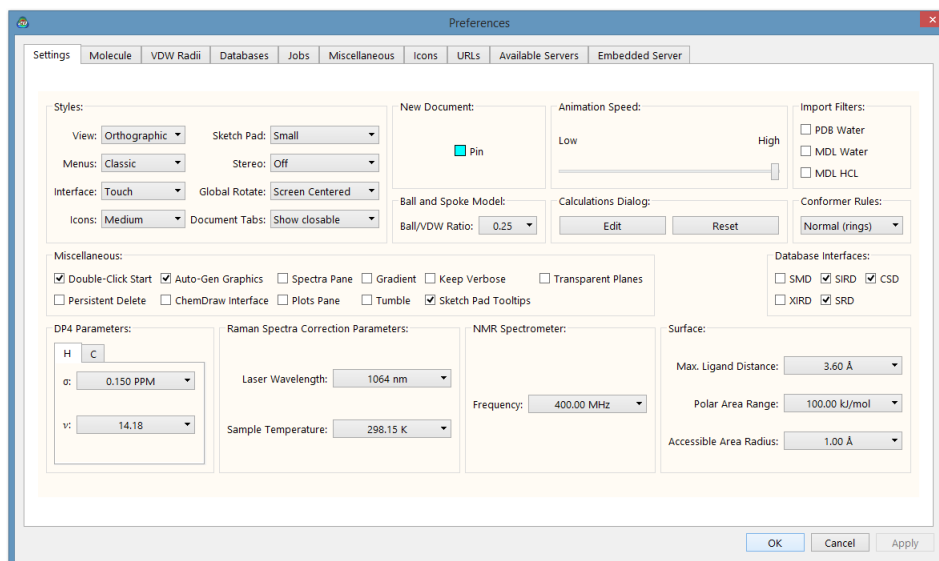 Preferences
Settings Molecule VDW Radii Databases Jobs Miscellaneous Icons URLs Available Servers Embedded Server
Styles:
View: Orthographic Sketch Pad: Small
Menus: Classic Stereo: Off
Interface: Touch Global Rotate: Screen Centered
Icons: Medium Document Tabs: Show closable
New Document:
Pin
Animation Speed:
Low High
Import Filters:
PDB Water
MDL Water
MDL HCL
Ball and Spoke Model:
Ball/VDW Ratio: 0.25
Calculations Dialog:
Edit Reset
Conformer Rules:
Normal (rings)
Miscellaneous:
Double-Click Start Auto-Gen Graphics Spectra Pane Gradient Keep Verbose Transparent Planes
Persistent Delete ChemDraw Interface Plots Pane Tumble Sketch Pad Tooltips
Database Interfaces:
SMD SIRD CSD
XIRD SRD
DP4 Parameters:
H C
σ: 0.150 PPM
ν: 14.18
Raman Spectra Correction Parameters:
Laser Wavelength: 1064 nm
Sample Temperature: 298.15 K
NMR Spectrometer:
Frequency: 400.00 MHz
Surface:
Max. Ligand Distance: 3.60 Å
Polar Area Range: 100.00 kJ/mol
Accessible Area Radius: 1.00 Å
OK Cancel Apply